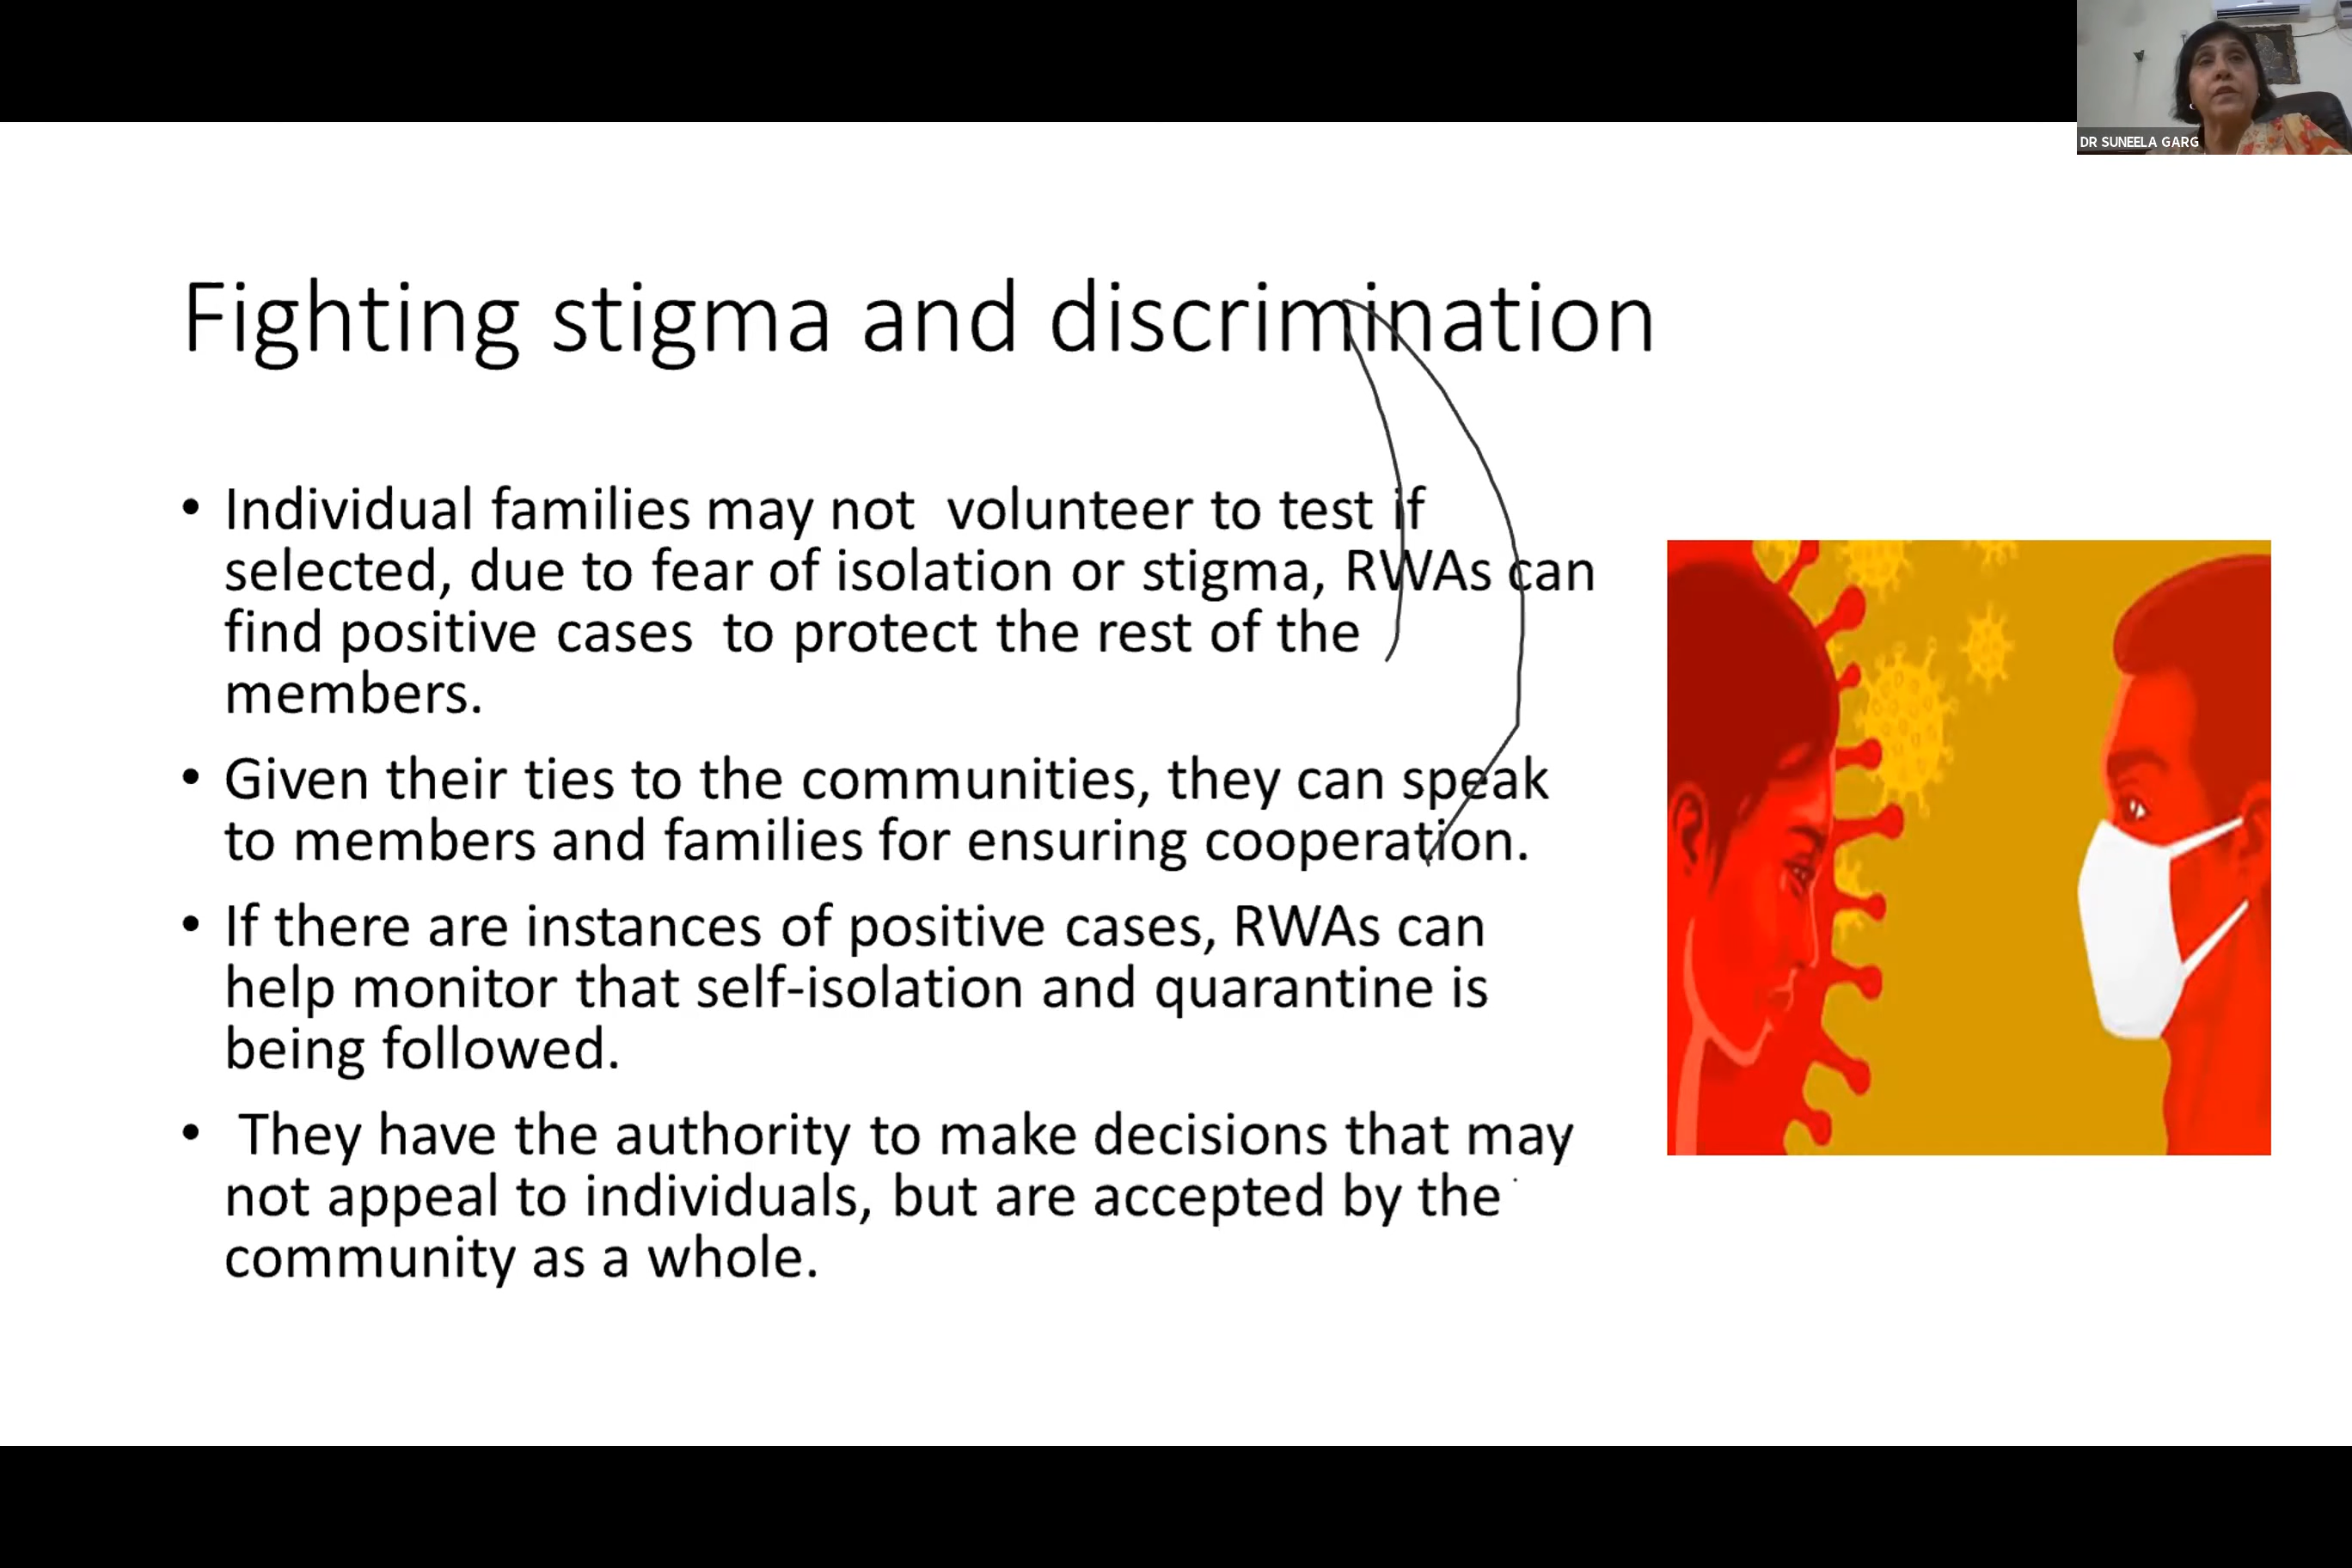 DR SUNEELA GARG
Fighting stigma and discrimination
• Individual families may not  volunteer to test if
selected, due to fear of isolation or stigma, RWAs can
find positive cases  to protect the rest of the
members.
• Given their ties to the communities, they can speak
to members and families for ensuring cooperation.
• If there are instances of positive cases, RWAs can
help monitor that self-isolation and quarantine is
being followed.
•  They have the authority to make decisions that may
not appeal to individuals, but are accepted by the
community as a whole.